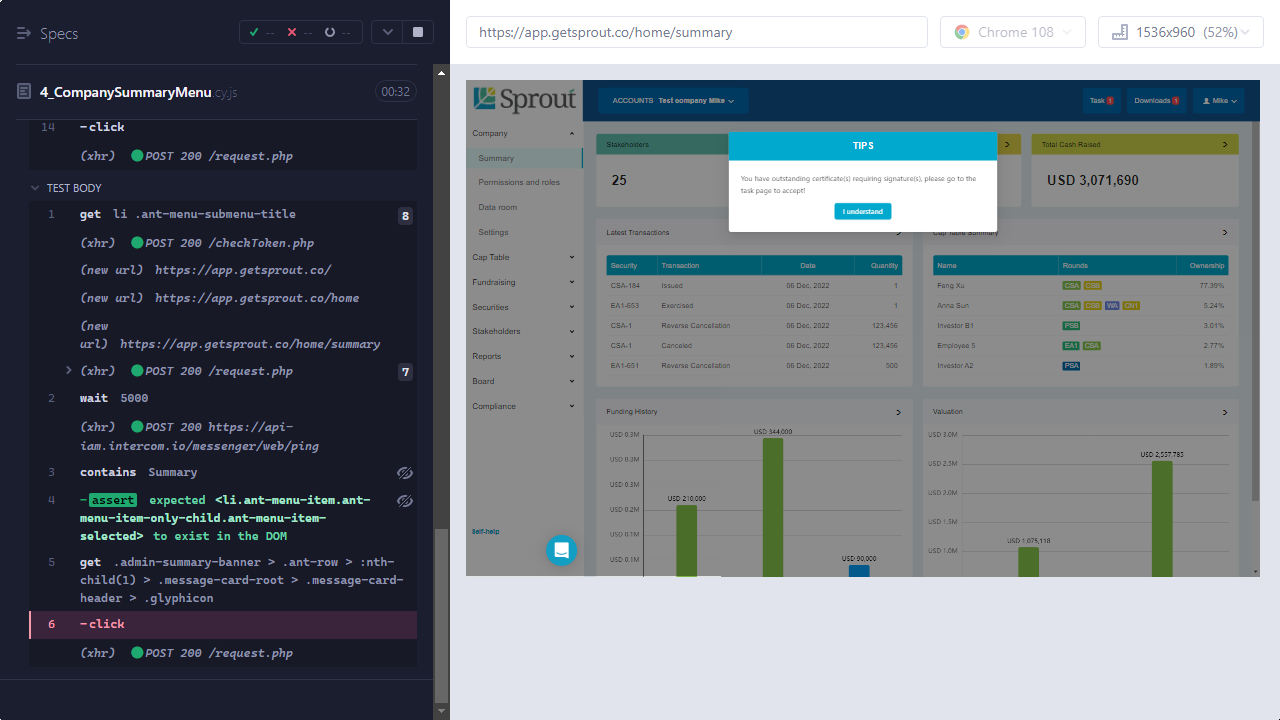 Specs
--
--
--
https://app.getsprout.co/home/summary
Chrome 108
1536x960 (52%)
4_CompanySummaryMenu.cy.js
00:32
14 -click
(xhr) POST 200 /request.php
TEST BODY
1 get li .ant-menu-submenu-title 8
(xhr) POST 200 /checkToken.php
(new url) https://app.getsprout.co/
(new url) https://app.getsprout.co/home
(new
url) https://app.getsprout.co/home/summary
(xhr) POST 200 /request.php 7
2 wait 5000
(xhr) POST 200 https://api-
iam.intercom.io/messenger/web/ping
3 contains Summary
4 -assert expected <li.ant-menu-item.ant-
menu-item-only-child.ant-menu-item-
selected> to exist in the DOM
5 get .admin-summary-banner > .ant-row > :nth-
child(1) > .message-card-root > .message-card-
header > .glyphicon
6 -click
(xhr) POST 200 /request.php
Sprout
ACCOUNTS Test company Mike
Task 1
Downloads 1
Mike
Company
Summary
Permissions and roles
Data room
Settings
Cap Table
Fundraising
Securities
Stakeholders
Reports
Board
Compliance
Self-help
Stakeholders
25
Total Cash Raised
USD 3,071,690
TIPS
You have outstanding certificate(s) requiring signature(s), please go to the
task page to accept!
I understand
Latest Transactions
Security Transaction Date Quantity
CSA-184 Issued 06 Dec, 2022 1
EA1-653 Exercised 06 Dec, 2022 1
CSA-1 Reverse Cancellation 06 Dec, 2022 123,456
CSA-1 Canceled 06 Dec, 2022 123,456
EA1-651 Reverse Cancellation 06 Dec, 2022 500
Cap Table Summary
Name Rounds Ownership
Feng Xu CSA CSB 77.39%
Anna Sun CSA CSB WA CN1 5.24%
Investor B1 PSB 3.01%
Employee 5 EA1 CSA 2.77%
Investor A2 PSA 1.89%
Funding History
USD 0.3M
USD 0.3M
USD 0.3M
USD 0.2M
USD 0.1M
USD 0.1M
USD 210,000
USD 344,000
USD 90,000
Valuation
USD 3.0M
USD 2.5M
USD 2.0M
USD 1.5M
USD 1.0M
USD 1,075,118
USD 2,557,785